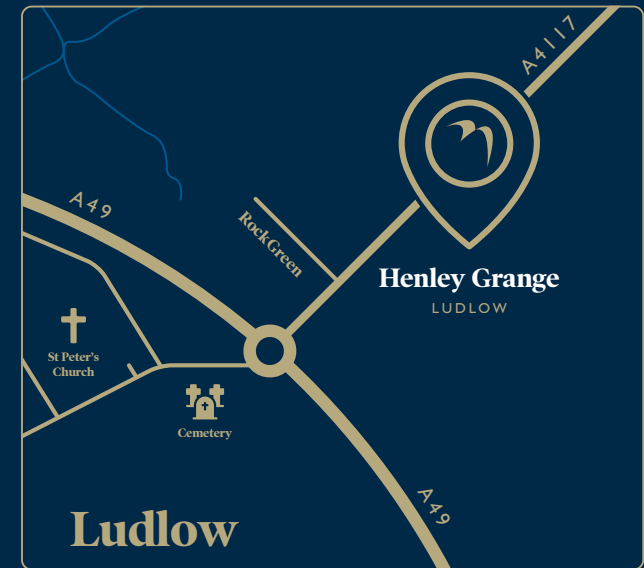 A4117
A49
RockGreen
Henley Grange
LUDLOW
St Peter's
Church
Cemetery
A49
Ludlow